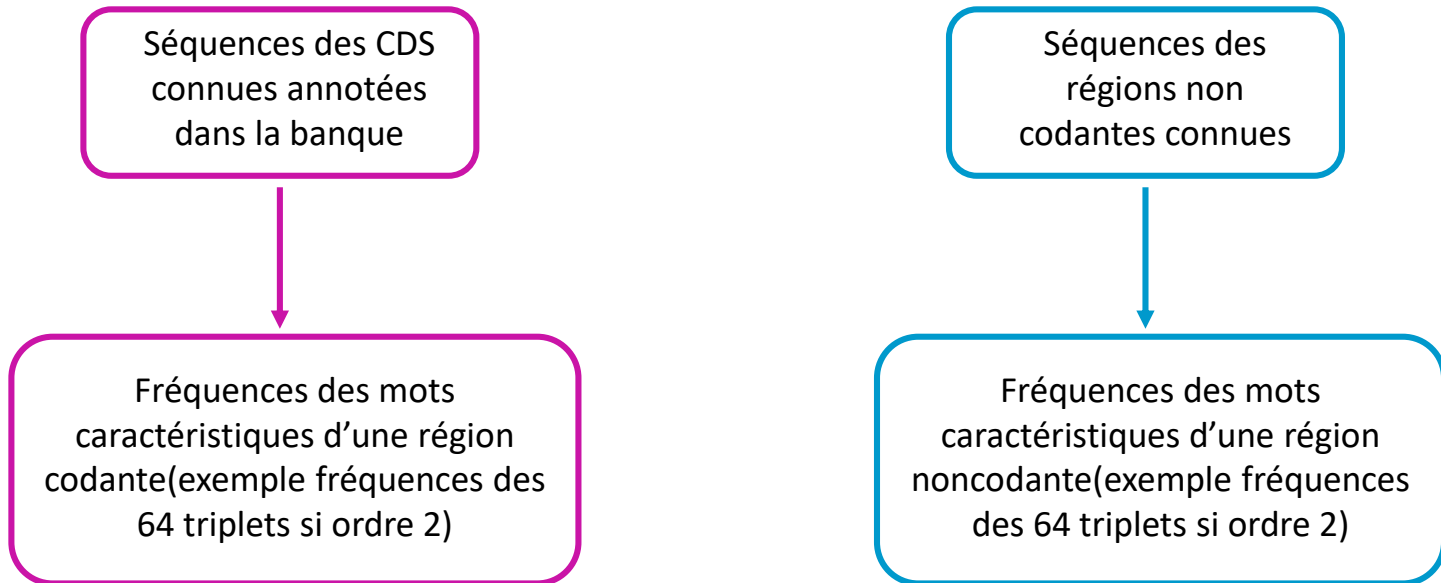 Séquences des CDS
connues annotées
dans la banque
Séquences des
régions non
codantes connues
Fréquences des mots
caractéristiques d’une région
codante(exemple fréquences des
64 triplets si ordre 2)
Fréquences des mots
caractéristiques d’une région
noncodante(exemple fréquences
des 64 triplets si ordre 2)